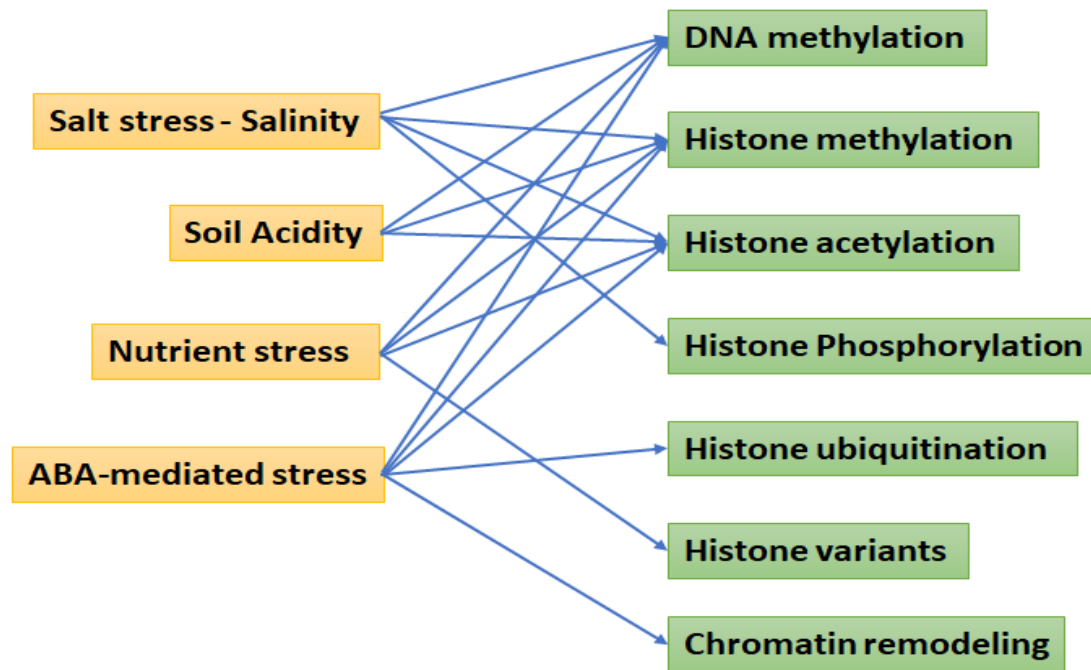 Salt stress - Salinity
Soil Acidity
Nutrient stress
ABA-mediated stress
DNA methylation
Histone methylation
Histone acetylation
Histone Phosphorylation
Histone ubiquitination
Histone variants
Chromatin remodeling